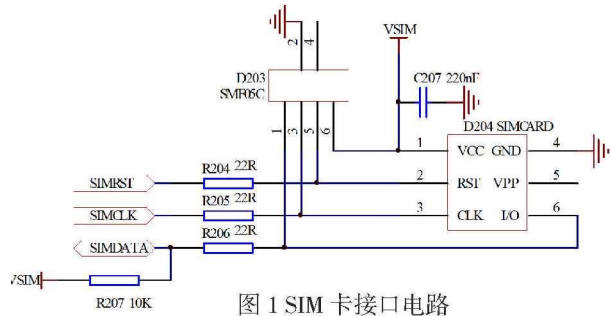 VSIM
2 4
D203
SMF05C
C207 220nF
D204 SIMCARD
1 3 5 6
1 VCC GND 4
SIMRST R204 22R 2 RST VPP 5
SIMCLK R205 22R 3 CLK I/O 6
SIMDATA R206 22R
VSIM
R207 10K
图 1 SIM 卡接口电路